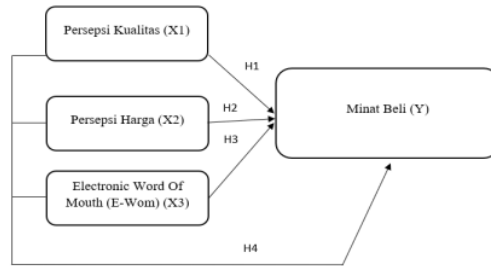 Persepsi Kualitas (X1)
H1
Persepsi Harga (X2)
H2
Minat Beli (Y)
H3
Electronic Word Of
Mouth (E-Wom) (X3)
H4